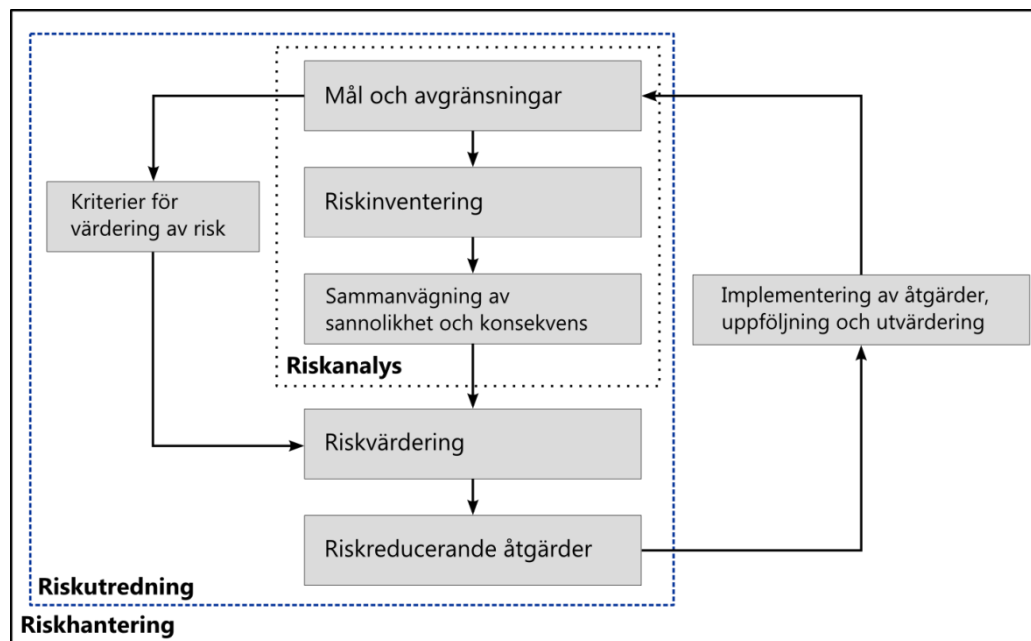 Mål och avgränsningar
Kriterier för
värdering av risk
Riskinventering
Sammanvägning av
sannolikhet och konsekvens
Riskanalys
Implementering av åtgärder,
uppföljning och utvärdering
Riskvärdering
Riskreducerande åtgärder
Riskutredning
Riskhantering